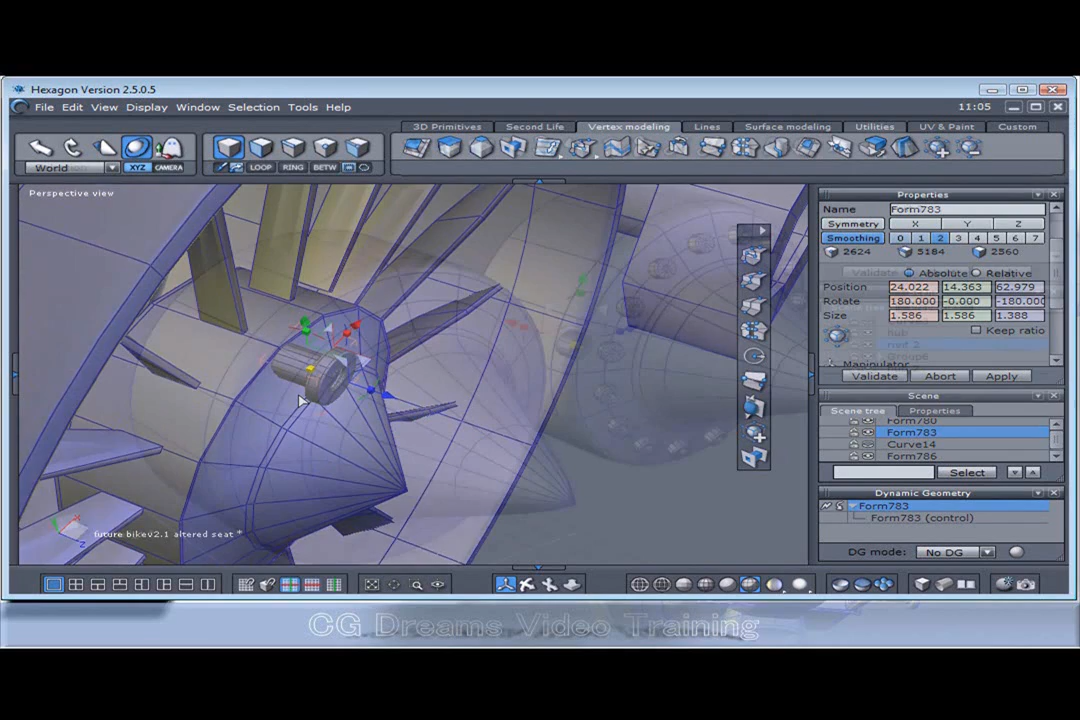 Hexagon Version 2.5.0.5
File Edit View Display Window Selection Tools Help
11:05
3D Primitives Second Life Vertex modeling Lines Surface modeling Utilities UV & Paint Custom
World XYZ CAMERA LOOP RING BETW
Perspective view
Properties
Name Form783
Symmetry X Y Z
Smoothing 0 1 2 3 4 5 6 7
2624 5184 2560
Validate Absolute Relative
Position 24.022 14.363 62.979
Rotate 180.000 -0.000 -180.000
Size 1.586 1.586 1.388
Keep ratio
Manipulator
Validate Abort Apply
Scene
Scene tree Properties
Form780
Form783
Curve14
Form786
Select
Dynamic Geometry
Form783
Form783 (control)
DG mode: No DG
future bikev2.1 altered seat *
CG Dreams Video Training